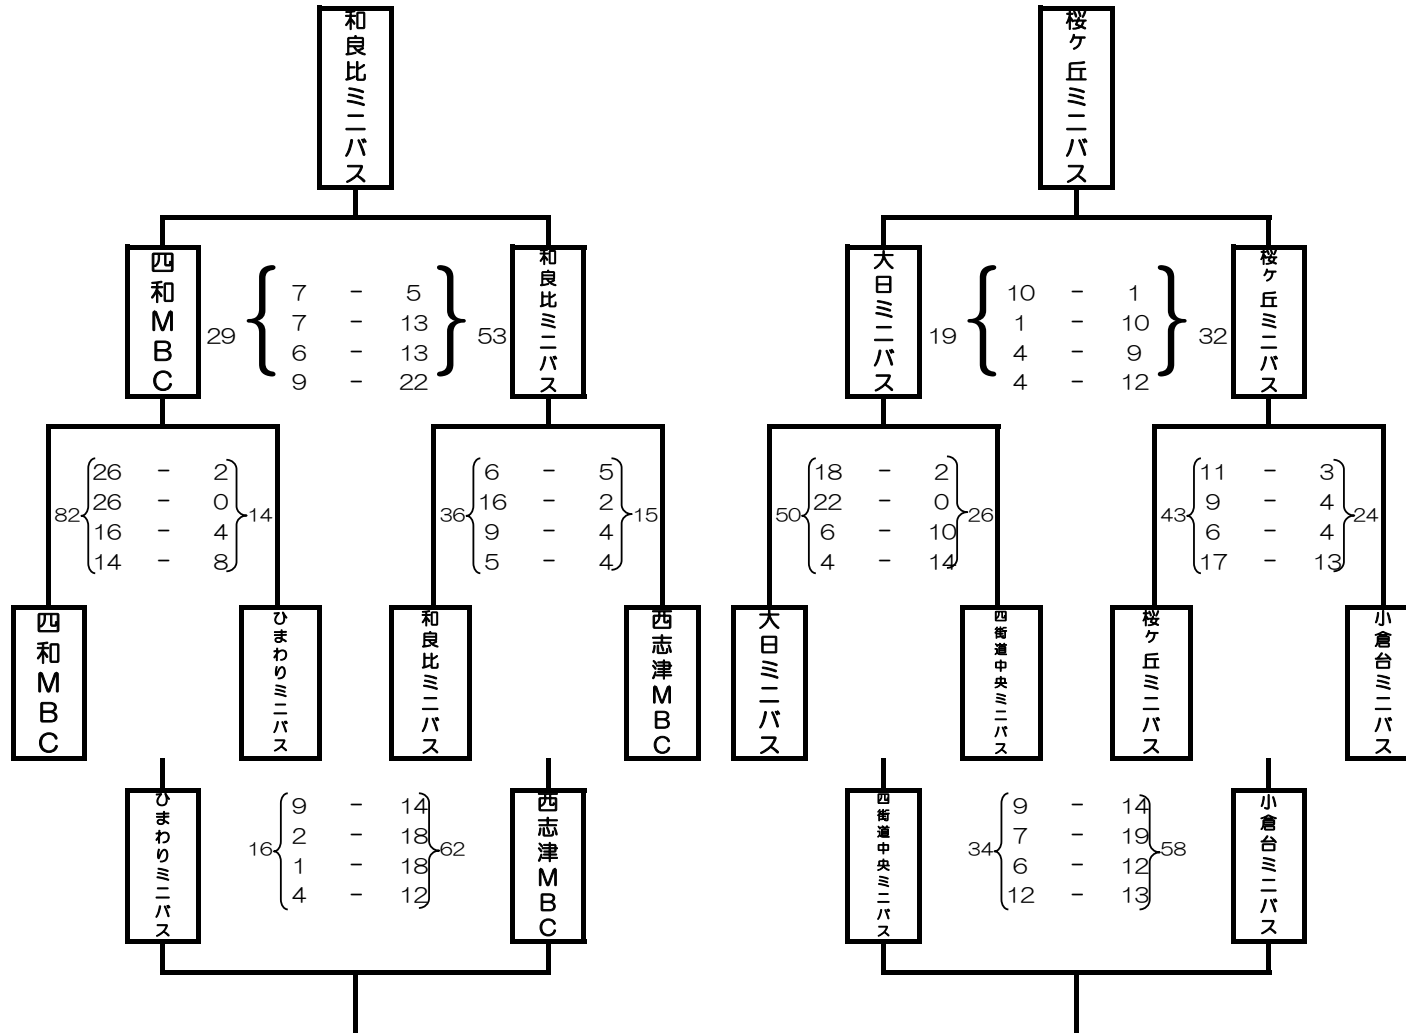 和良比ミニバス
桜ヶ丘ミニバス
四和MBC
29
7 - 5
7 - 13
6 - 13
9 - 22
53
和良比ミニバス
大日ミニバス
19
10 - 1
1 - 10
4 - 9
4 - 12
32
桜ヶ丘ミニバス
82
26 - 2
26 - 0
16 - 4
14 - 8
14
36
6 - 5
16 - 2
9 - 4
5 - 4
15
50
18 - 2
22 - 0
6 - 10
4 - 14
26
43
11 - 3
9 - 4
6 - 4
17 - 13
24
四和MBC
ひまわりミニバス
和良比ミニバス
西志津MBC
大日ミニバス
四街道中央ミニバス
桜ヶ丘ミニバス
小倉台ミニバス
ひまわりミニバス
16
9 - 14
2 - 18
1 - 18
4 - 12
62
西志津MBC
四街道中央ミニバス
34
9 - 14
7 - 19
6 - 12
12 - 13
58
小倉台ミニバス